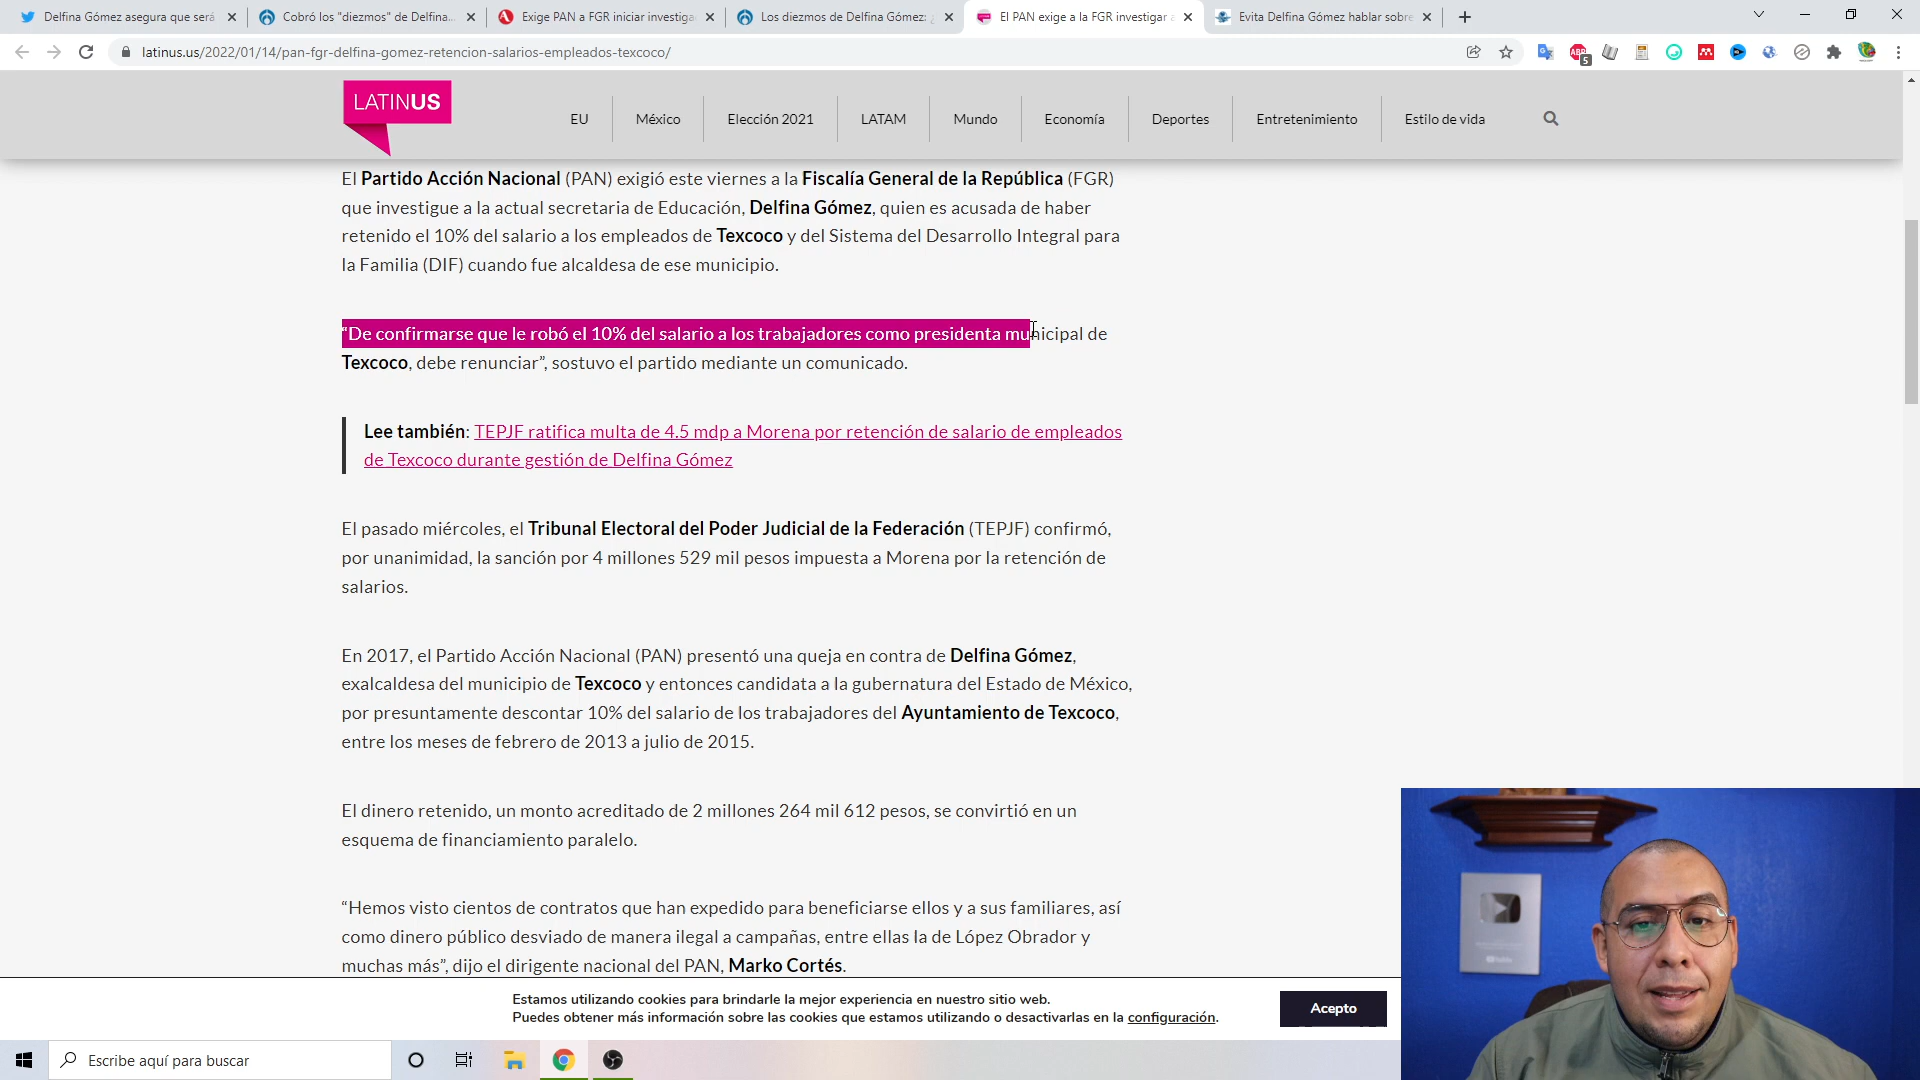 Delfina Gómez asegura que será
Cobró los "diezmos" de Delfina...
Exige PAN a FGR iniciar investiga
Los diezmos de Delfina Gómez: ¿
El PAN exige a la FGR investigar a
Evita Delfina Gómez hablar sobre
latinus.us/2022/01/14/pan-fgr-delfina-gomez-retencion-salarios-empleados-texcoco/
5
LATINUS
EU
México
Elección 2021
LATAM
Mundo
Economía
Deportes
Entretenimiento
Estilo de vida
El Partido Acción Nacional (PAN) exigió este viernes a la Fiscalía General de la República (FGR)
que investigue a la actual secretaria de Educación, Delfina Gómez, quien es acusada de haber
retenido el 10% del salario a los empleados de Texcoco y del Sistema del Desarrollo Integral para
la Familia (DIF) cuando fue alcaldesa de ese municipio.
“De confirmarse que le robó el 10% del salario a los trabajadores como presidenta municipal de
Texcoco, debe renunciar”, sostuvo el partido mediante un comunicado.
Lee también: TEPJF ratifica multa de 4.5 mdp a Morena por retención de salario de empleados
de Texcoco durante gestión de Delfina Gómez
El pasado miércoles, el Tribunal Electoral del Poder Judicial de la Federación (TEPJF) confirmó,
por unanimidad, la sanción por 4 millones 529 mil pesos impuesta a Morena por la retención de
salarios.
En 2017, el Partido Acción Nacional (PAN) presentó una queja en contra de Delfina Gómez,
exalcaldesa del municipio de Texcoco y entonces candidata a la gubernatura del Estado de México,
por presuntamente descontar 10% del salario de los trabajadores del Ayuntamiento de Texcoco,
entre los meses de febrero de 2013 a julio de 2015.
El dinero retenido, un monto acreditado de 2 millones 264 mil 612 pesos, se convirtió en un
esquema de financiamiento paralelo.
“Hemos visto cientos de contratos que han expedido para beneficiarse ellos y a sus familiares, así
como dinero público desviado de manera ilegal a campañas, entre ellas la de López Obrador y
muchas más”, dijo el dirigente nacional del PAN, Marko Cortés.
Estamos utilizando cookies para brindarle la mejor experiencia en nuestro sitio web.
Puedes obtener más información sobre las cookies que estamos utilizando o desactivarlas en la configuración.
Acepto
Escribe aquí para buscar